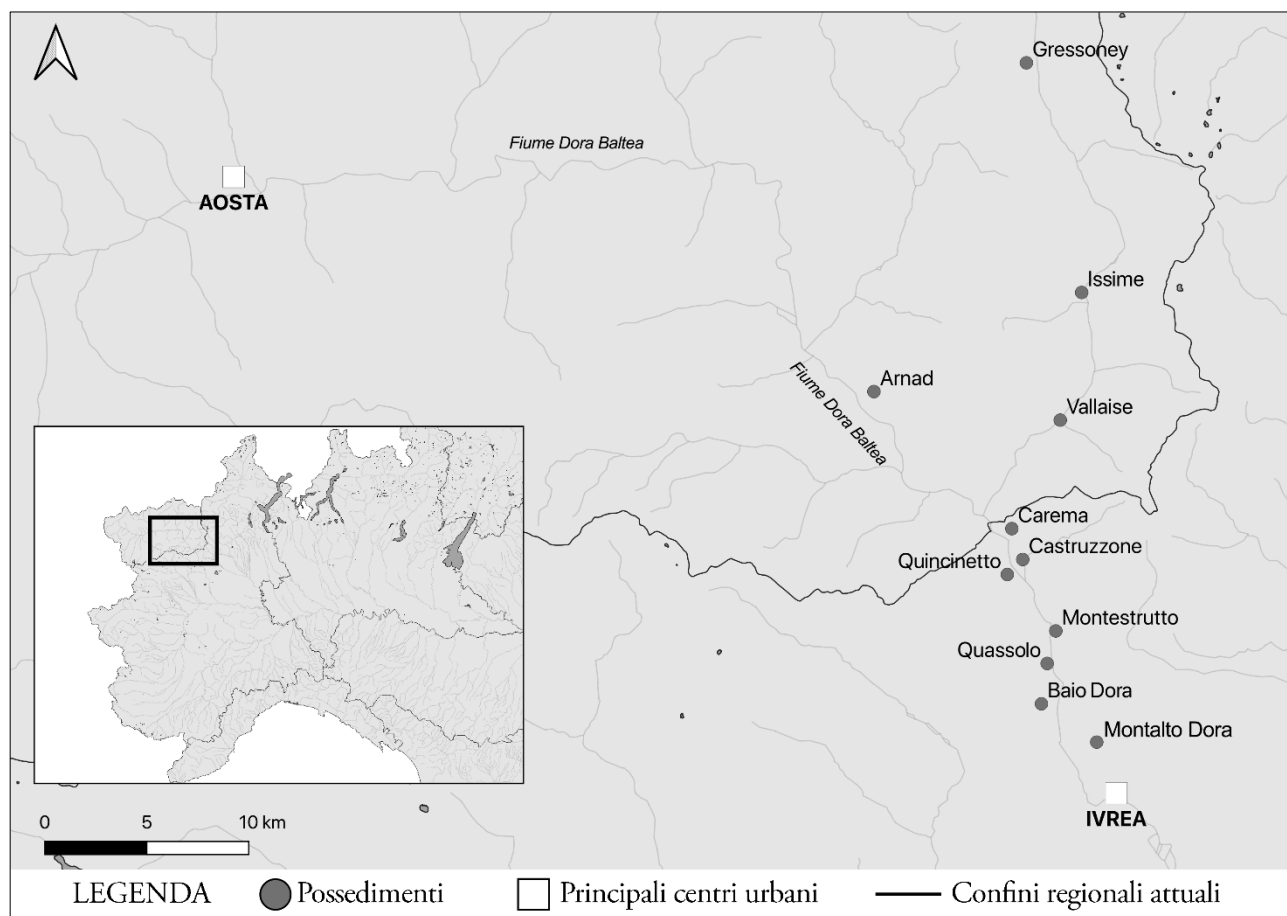 Gressoney
Fiume Dora Baltea
AOSTA
Issime
Arnad
Fiume Dora Baltea
Vallaise
Carema
Castruzzone
Quincinetto
Montestrutto
Quassolo
Baio Dora
Montalto Dora
IVREA
0 5 10 km
LEGENDA Possedimenti Principali centri urbani Confini regionali attuali